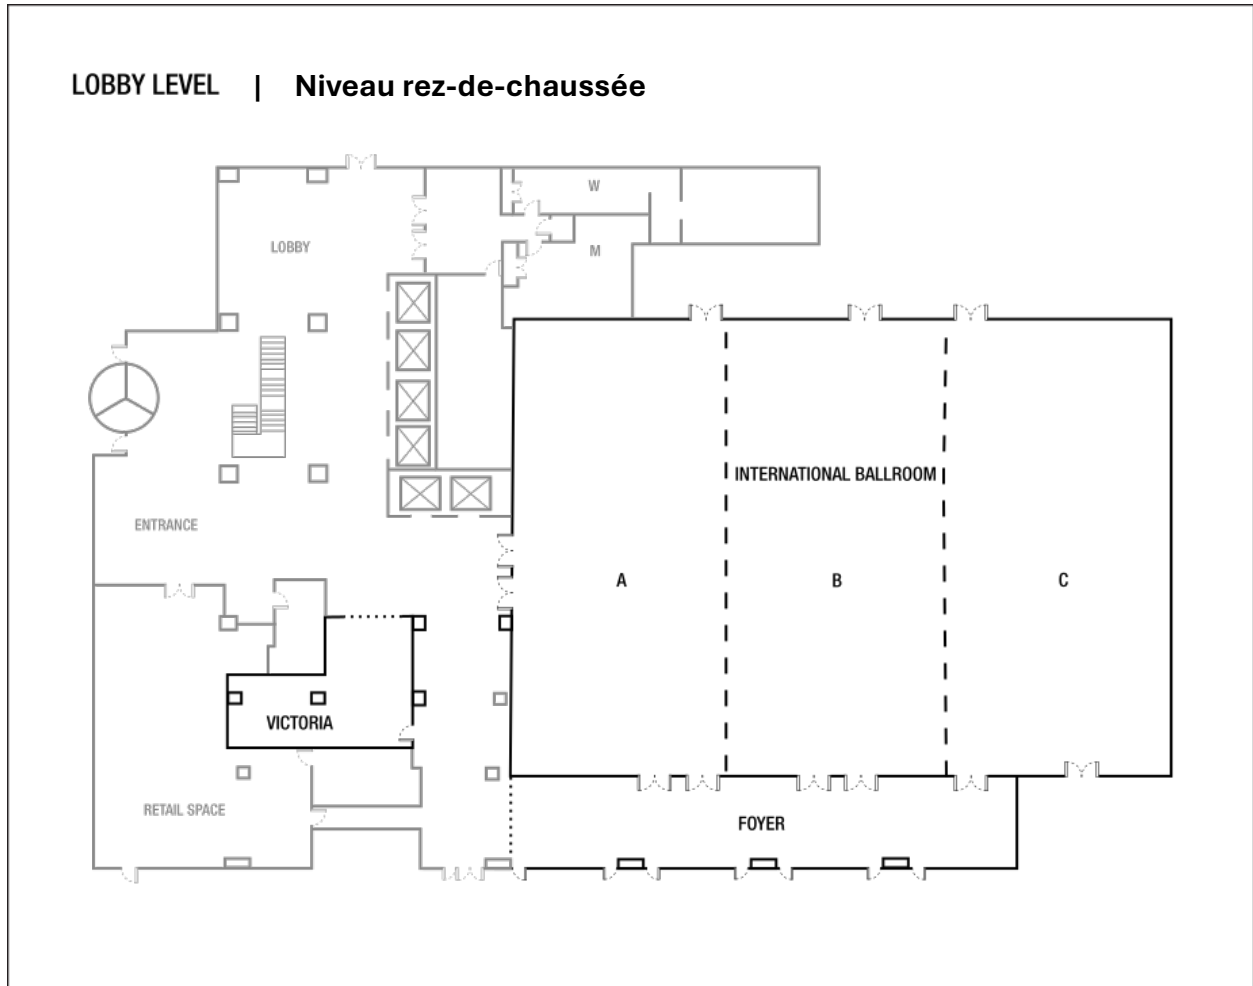 LOBBY LEVEL | Niveau rez-de-chaussée
W
LOBBY
M
INTERNATIONAL BALLROOM
ENTRANCE
A
B
C
VICTORIA
RETAIL SPACE
FOYER